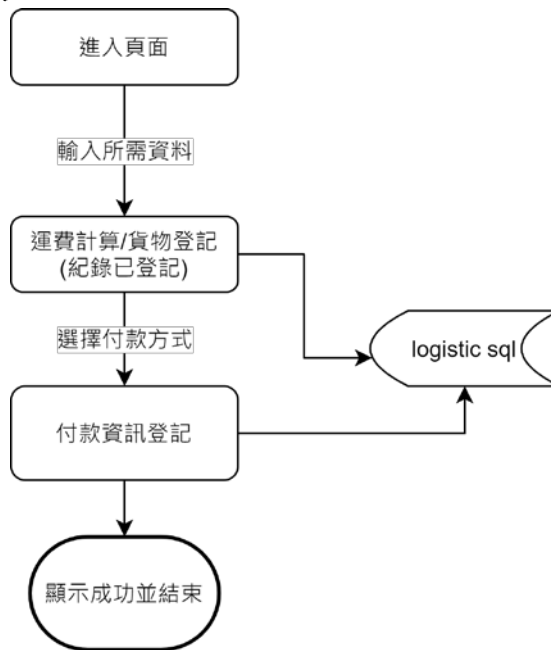 進入頁面
輸入所需資料
運費計算/貨物登記
(紀錄已登記)
選擇付款方式
logistic sql
付款資訊登記
顯示成功並結束